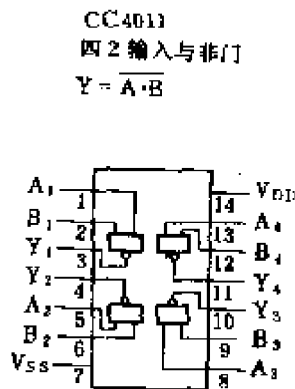 CC4011
四2输入与非门
Y = \overline{A·B}
A₁ 1 14 V_DD
B₁ 2 13 A₄
Y₁ 3 12 B₄
Y₂ 4 11 Y₄
A₂ 5 10 Y₃
B₂ 6 9 B₃
V_SS 7 8 A₃